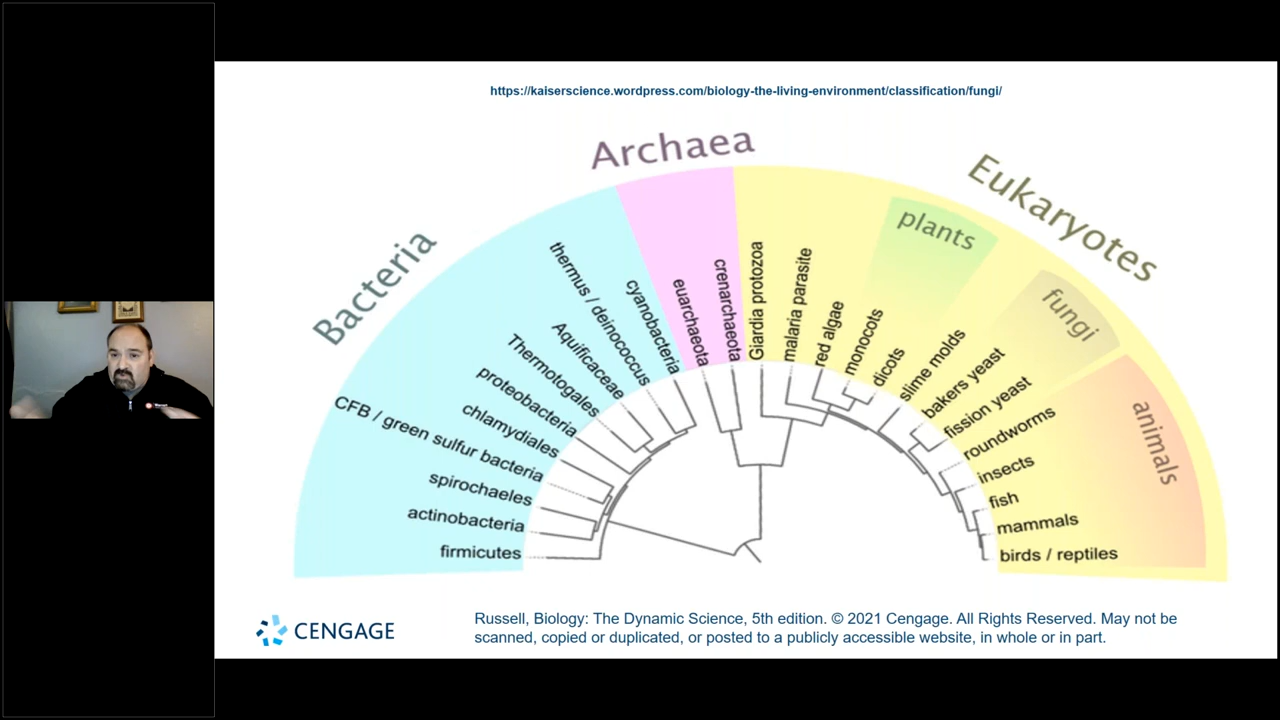 https://kaiserscience.wordpress.com/biology-the-living-environment/classification/fungi/
Archaea
Eukaryotes
Bacteria
plants
fungi
animals
firmicutes
actinobacteria
spirochaeles
CFB / green sulfur bacteria
chlamydiales
proteobacteria
Thermotogales
Aquificaceae
thermus / deinococcus
cyanobacteria
euarchaeota
crenarchaeota
Giardia protozoa
malaria parasite
red algae
monocots
dicots
slime molds
bakers yeast
fission yeast
roundworms
insects
fish
mammals
birds / reptiles
CENGAGE
Russell, Biology: The Dynamic Science, 5th edition. © 2021 Cengage. All Rights Reserved. May not be
scanned, copied or duplicated, or posted to a publicly accessible website, in whole or in part.